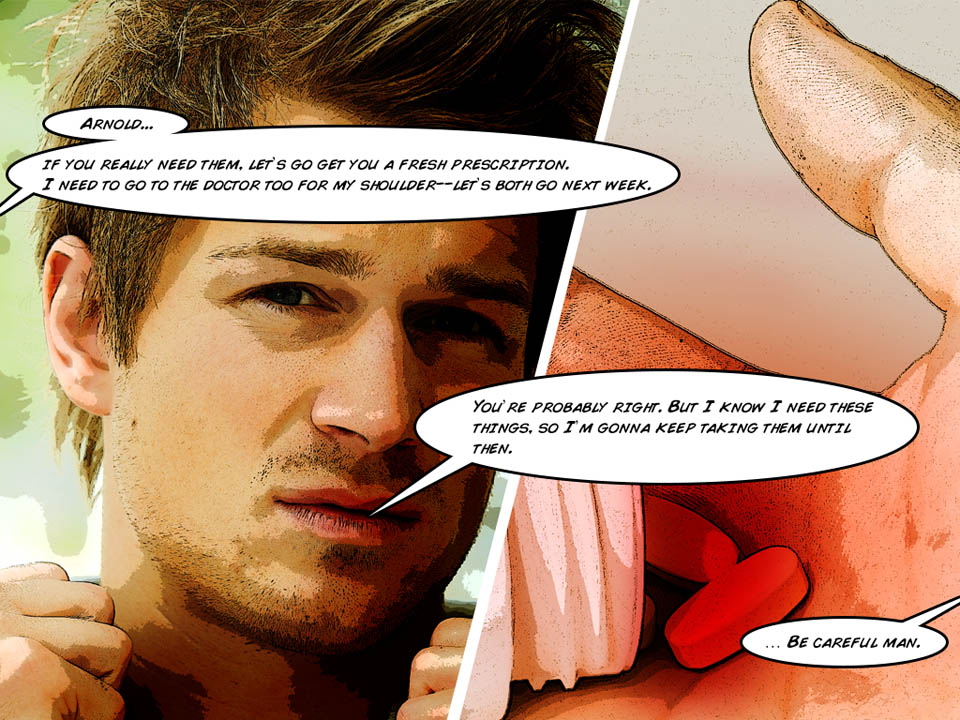 Arnold...
if you really need them, let's go get you a fresh prescription.
I need to go to the doctor too for my shoulder--let's both go next week.
You're probably right. But I know I need these
things, so I'm gonna keep taking them until
then.
... Be careful man.